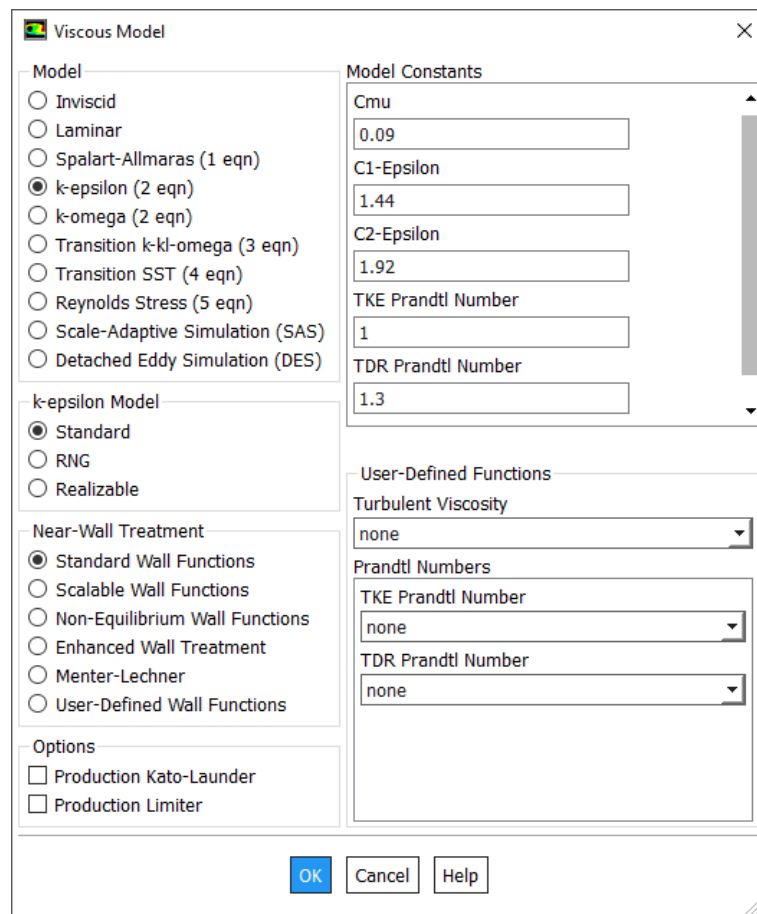 Viscous Model
Model
Inviscid
Laminar
Spalart-Allmaras (1 eqn)
k-epsilon (2 eqn)
k-omega (2 eqn)
Transition k-kl-omega (3 eqn)
Transition SST (4 eqn)
Reynolds Stress (5 eqn)
Scale-Adaptive Simulation (SAS)
Detached Eddy Simulation (DES)
k-epsilon Model
Standard
RNG
Realizable
Near-Wall Treatment
Standard Wall Functions
Scalable Wall Functions
Non-Equilibrium Wall Functions
Enhanced Wall Treatment
Menter-Lechner
User-Defined Wall Functions
Options
Production Kato-Launder
Production Limiter
Model Constants
Cmu
0.09
C1-Epsilon
1.44
C2-Epsilon
1.92
TKE Prandtl Number
1
TDR Prandtl Number
1.3
User-Defined Functions
Turbulent Viscosity
none
Prandtl Numbers
TKE Prandtl Number
none
TDR Prandtl Number
none
OK
Cancel
Help